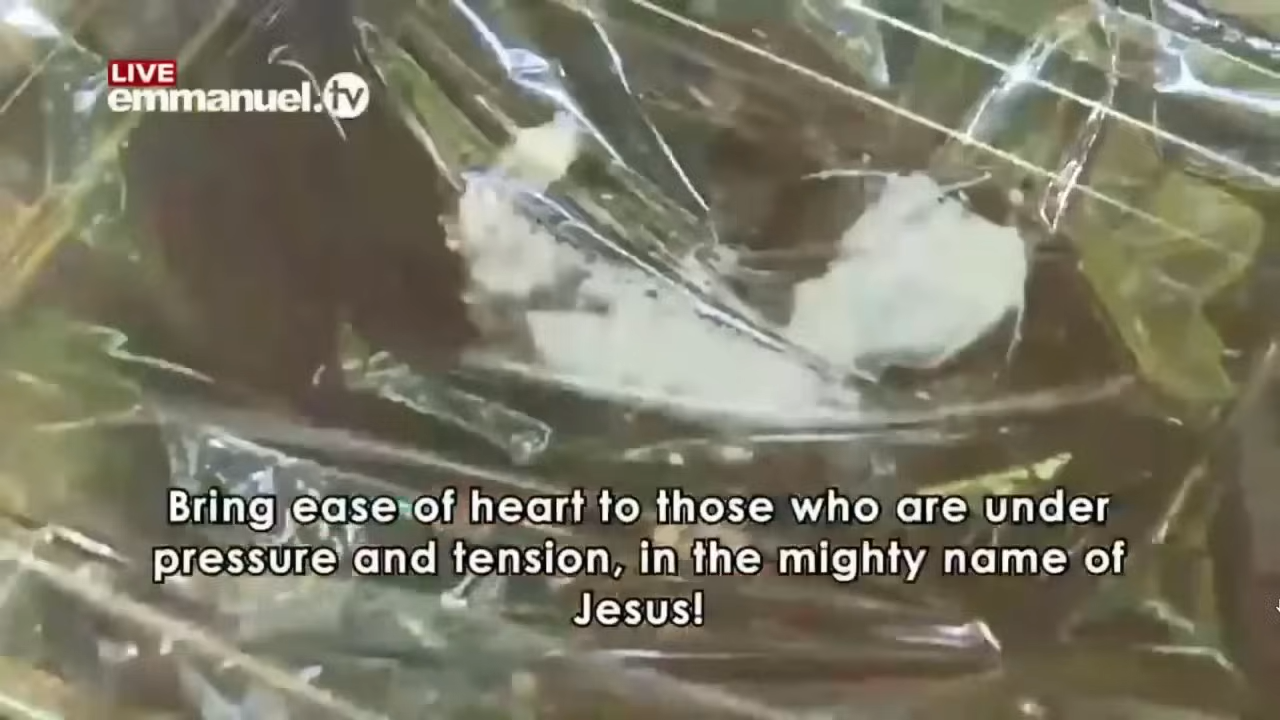 LIVE
emmanuel.tv
Bring ease of heart to those who are under
pressure and tension, in the mighty name of
Jesus!